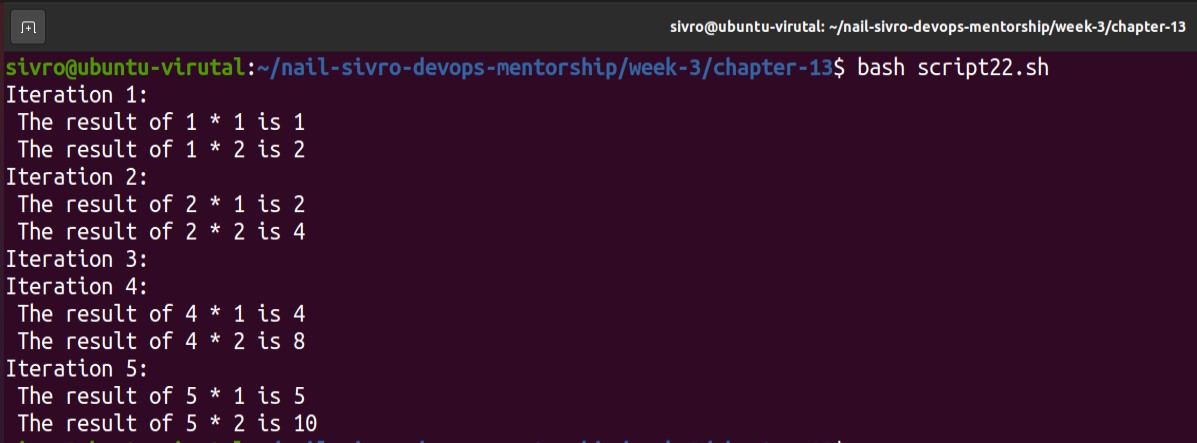 sivro@ubuntu-virutal: ~/nail-sivro-devops-mentorship/week-3/chapter-13
sivro@ubuntu-virutal:~/nail-sivro-devops-mentorship/week-3/chapter-13$ bash script22.sh
Iteration 1:
 The result of 1 * 1 is 1
 The result of 1 * 2 is 2
Iteration 2:
 The result of 2 * 1 is 2
 The result of 2 * 2 is 4
Iteration 3:
Iteration 4:
 The result of 4 * 1 is 4
 The result of 4 * 2 is 8
Iteration 5:
 The result of 5 * 1 is 5
 The result of 5 * 2 is 10